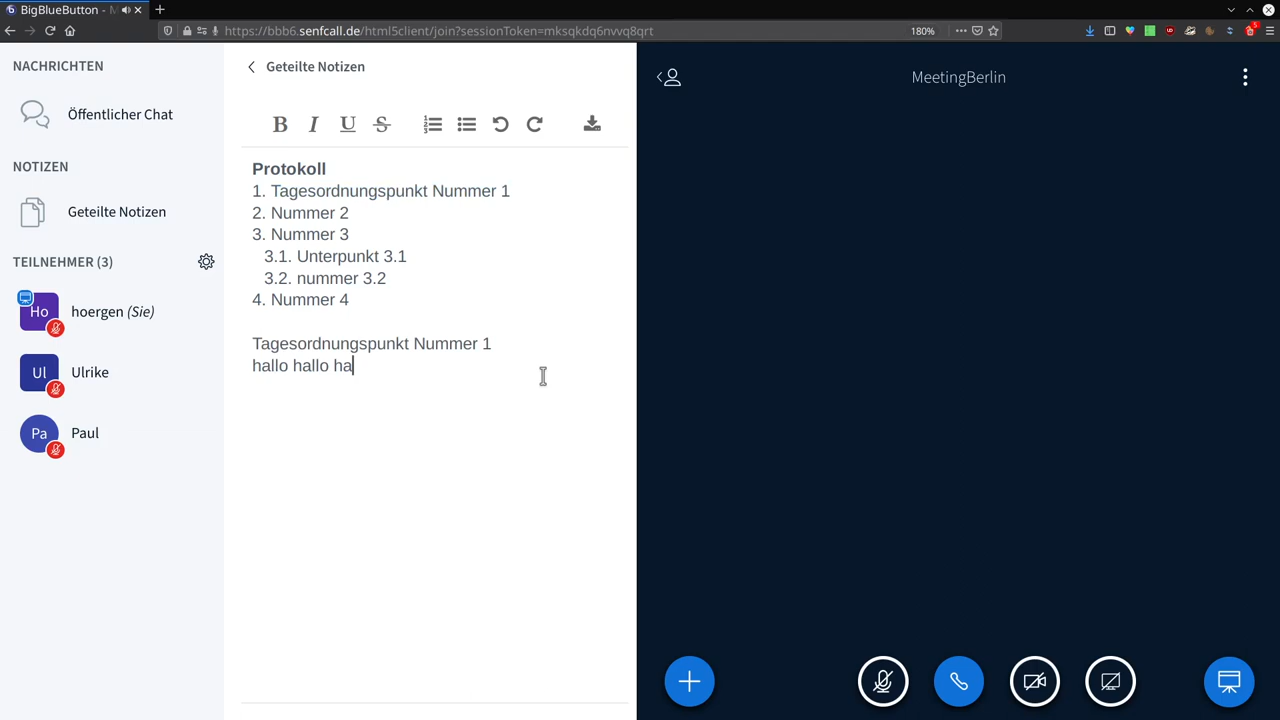 BigBlueButton - M
https://bbb6.senfcall.de/html5client/join?sessionToken=mksqkdq6nvvq8qrt
180%
5
NACHRICHTEN
Öffentlicher Chat
NOTIZEN
Geteilte Notizen
TEILNEHMER (3)
Ho
hoergen (Sie)
Ul
Ulrike
Pa
Paul
Geteilte Notizen
B I U S
Protokoll
1. Tagesordnungspunkt Nummer 1
2. Nummer 2
3. Nummer 3
3.1. Unterpunkt 3.1
3.2. nummer 3.2
4. Nummer 4
Tagesordnungspunkt Nummer 1
hallo hallo ha
MeetingBerlin